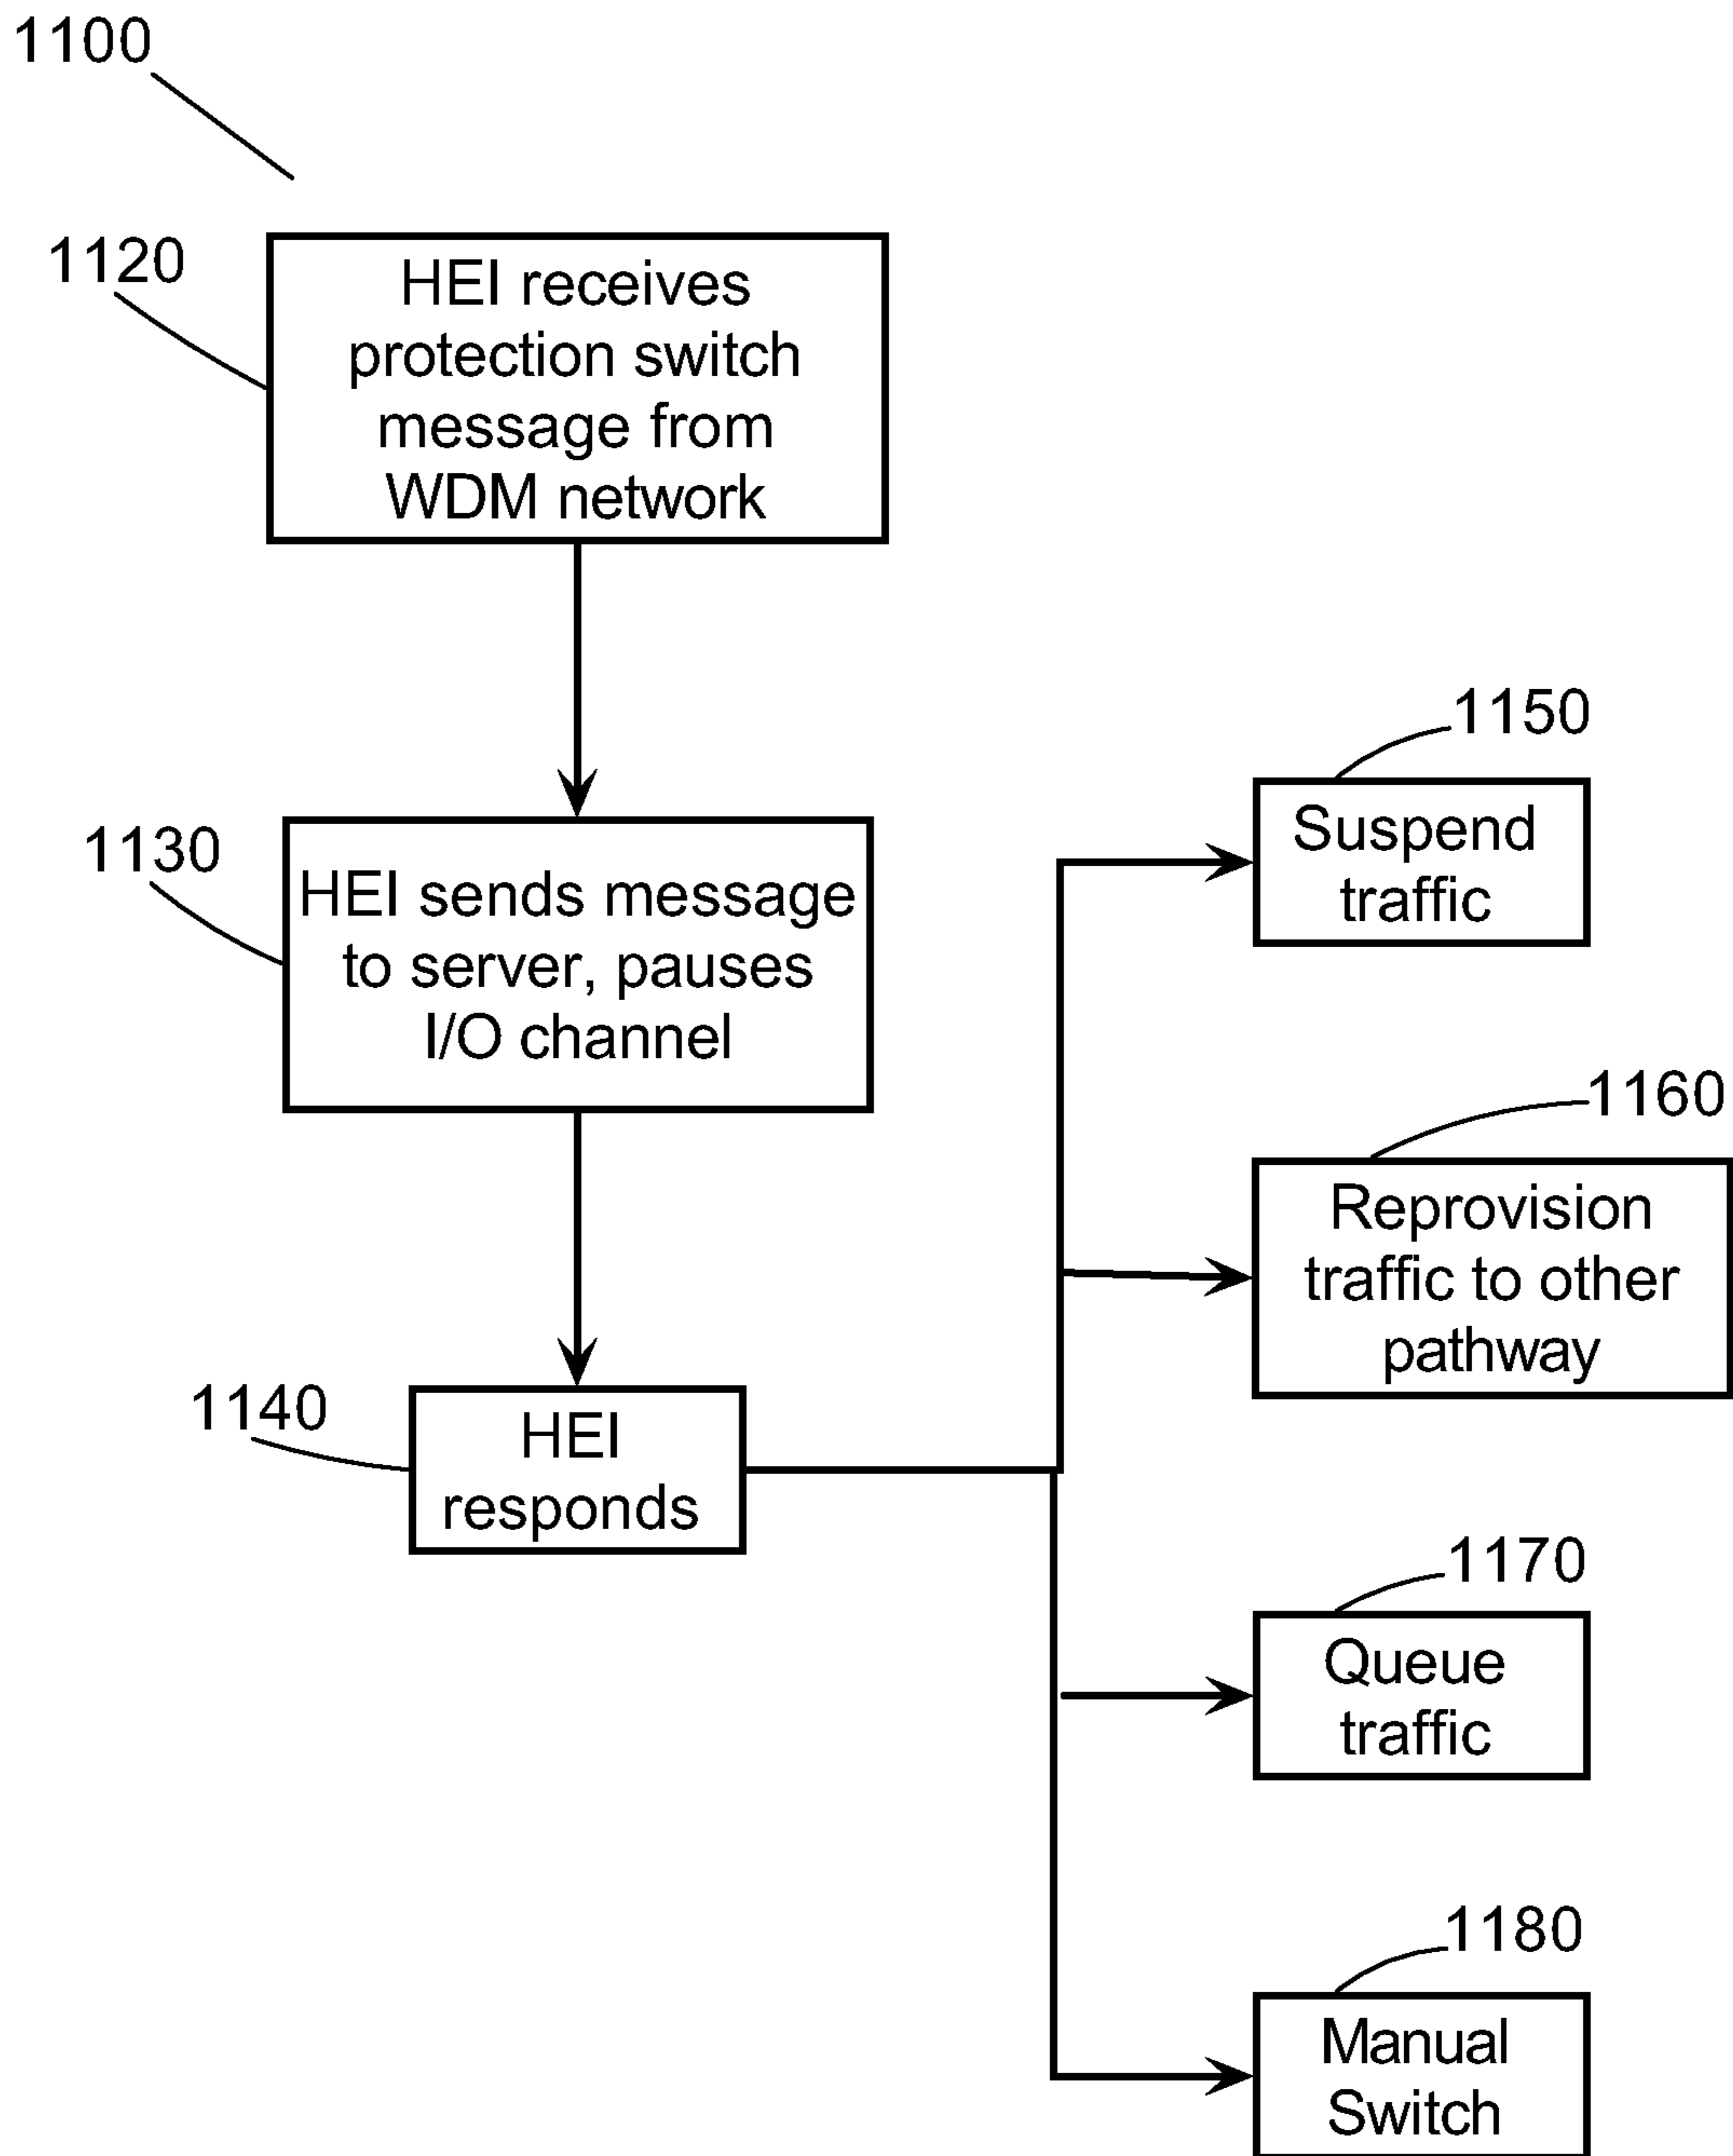 1100
1120
HEI receives
protection switch
message from
WDM network
1130
HEI sends message
to server, pauses
I/O channel
1140
HEI
responds
1150
Suspend
traffic
1160
Reprovision
traffic to other
pathway
1170
Queue
traffic
1180
Manual
Switch